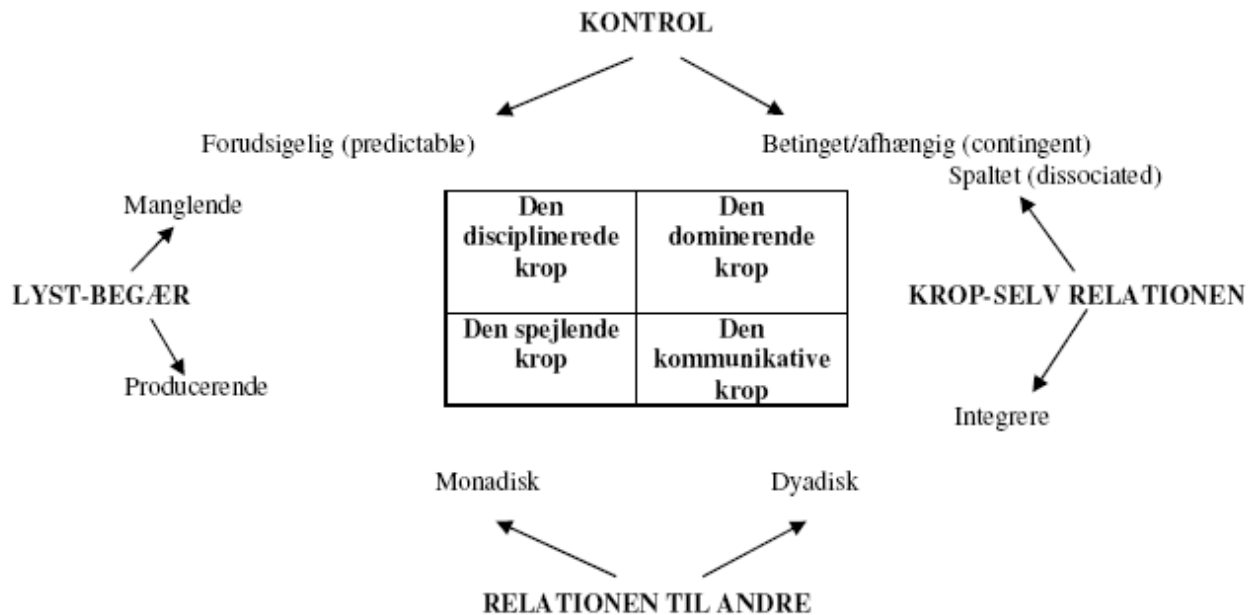 KONTROL
Forudsigelig (predictable)
Betinget/afhængig (contingent)
Spaltet (dissociated)
Manglende
Den
disciplinerede
krop
Den
dominerende
krop
LYST-BEGÆR
KROP-SELV RELATIONEN
Den spejlende
krop
Den
kommunikative
krop
Producerende
Integrere
Monadisk
Dyadisk
RELATIONEN TIL ANDRE